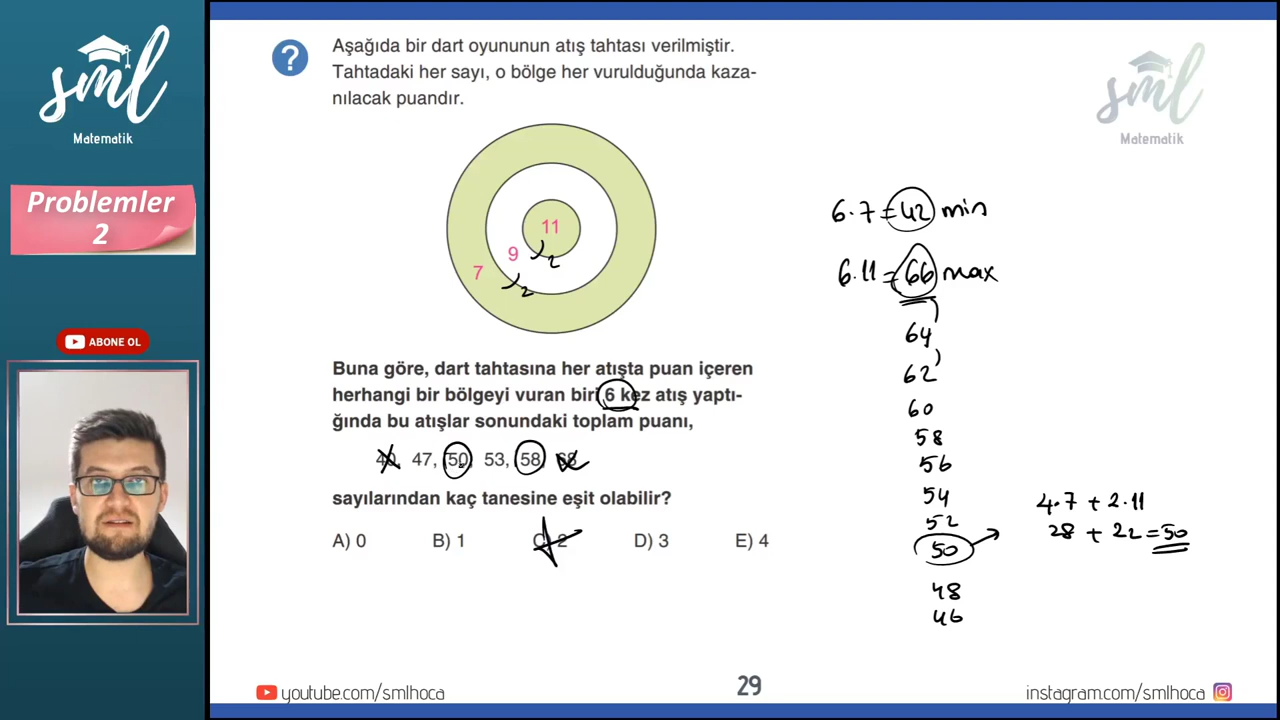 sml
Matematik
Problemler
2
ABONE OL
?
Aşağıda bir dart oyununun atış tahtası verilmiştir.
Tahtadaki her sayı, o bölge her vurulduğunda kaza-
nılacak puandır.
11
9
7
2
2
Buna göre, dart tahtasına her atışta puan içeren
herhangi bir bölgeyi vuran biri 6 kez atış yaptı-
ğında bu atışlar sonundaki toplam puanı,
40, 47, 50, 53, 58, 68
sayılarından kaç tanesine eşit olabilir?
A) 0 B) 1 C) 2 D) 3 E) 4
sml
Matematik
6.7=42 min
6.11=66 max
64
62
60
58
56
54
52
50
48
46
4.7 + 2.11
28 + 22 = 50
youtube.com/smlhoca
29
instagram.com/smlhoca